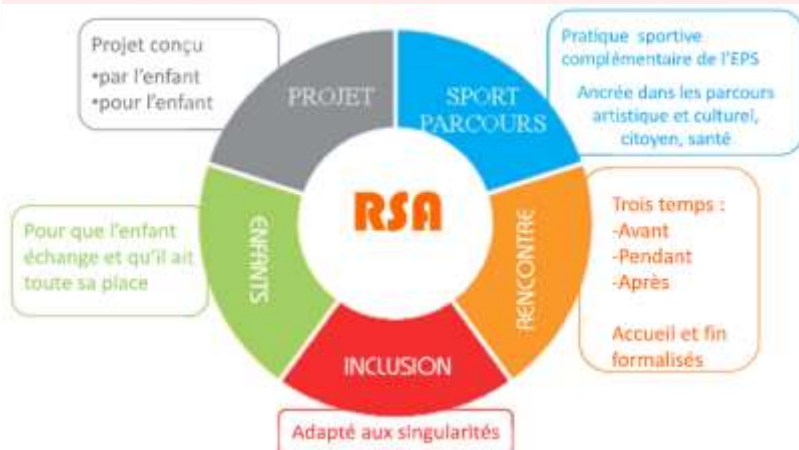 Projet conçu
•par l'enfant
•pour l'enfant
PROJET
SPORT
PARCOURS
Pratique sportive
complémentaire de l'EPS
Ancrée dans les parcours
artistique et culturel,
citoyen, santé
RSA
Pour que l'enfant
échange et qu'il ait
toute sa place
ENFANTS
RENCONTRE
Trois temps :
-Avant
-Pendant
-Après
Accueil et fin
formalisés
INCLUSION
Adapté aux singularités